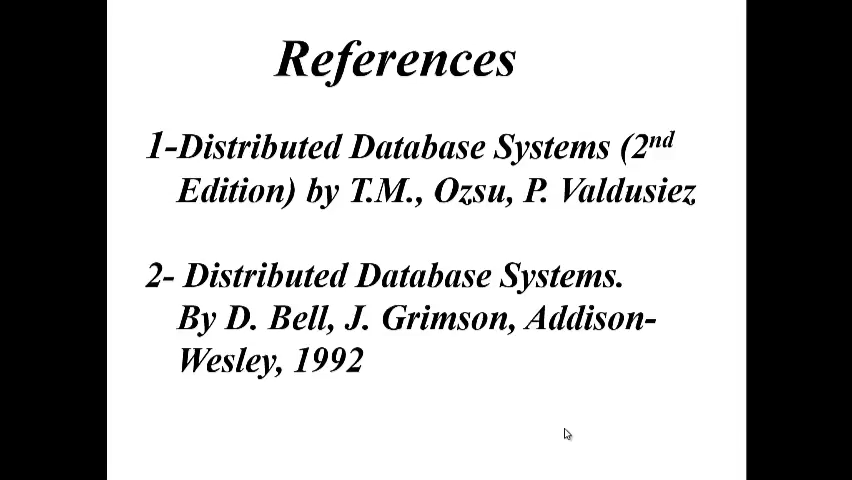 References
1-Distributed Database Systems (2nd
Edition) by T.M., Ozsu, P. Valdusiez
2- Distributed Database Systems.
By D. Bell, J. Grimson, Addison-
Wesley, 1992